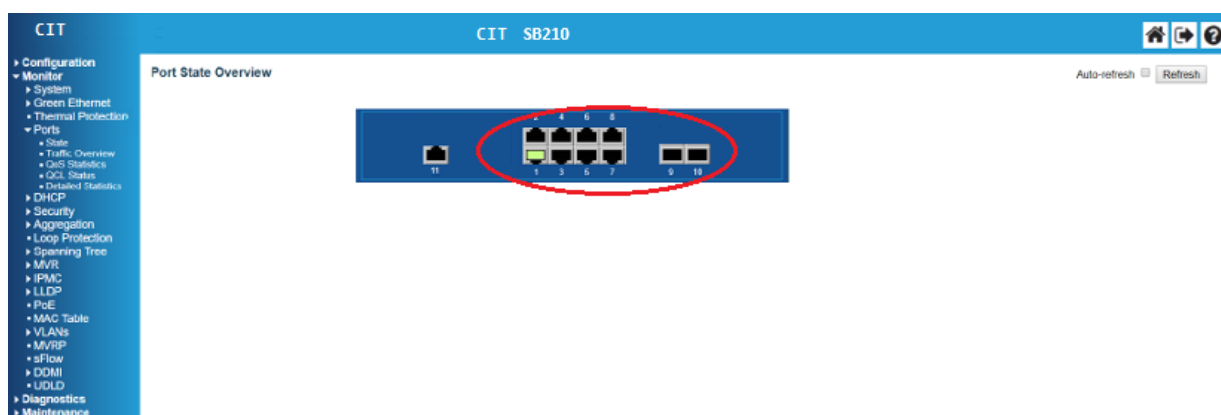 CIT
CIT SB210
Configuration
Monitor
System
Green Ethernet
Thermal Protection
Ports
State
Traffic Overview
QoS Statistics
QCL Status
Detailed Statistics
DHCP
Security
Aggregation
Loop Protection
Spanning Tree
MVR
IPMC
LLDP
PoE
MAC Table
VLANs
MVRP
sFlow
DDMI
UDLD
Diagnostics
Maintenance
Port State Overview
Auto-refresh Refresh
2 4 6 8
11 1 3 5 7 9 10